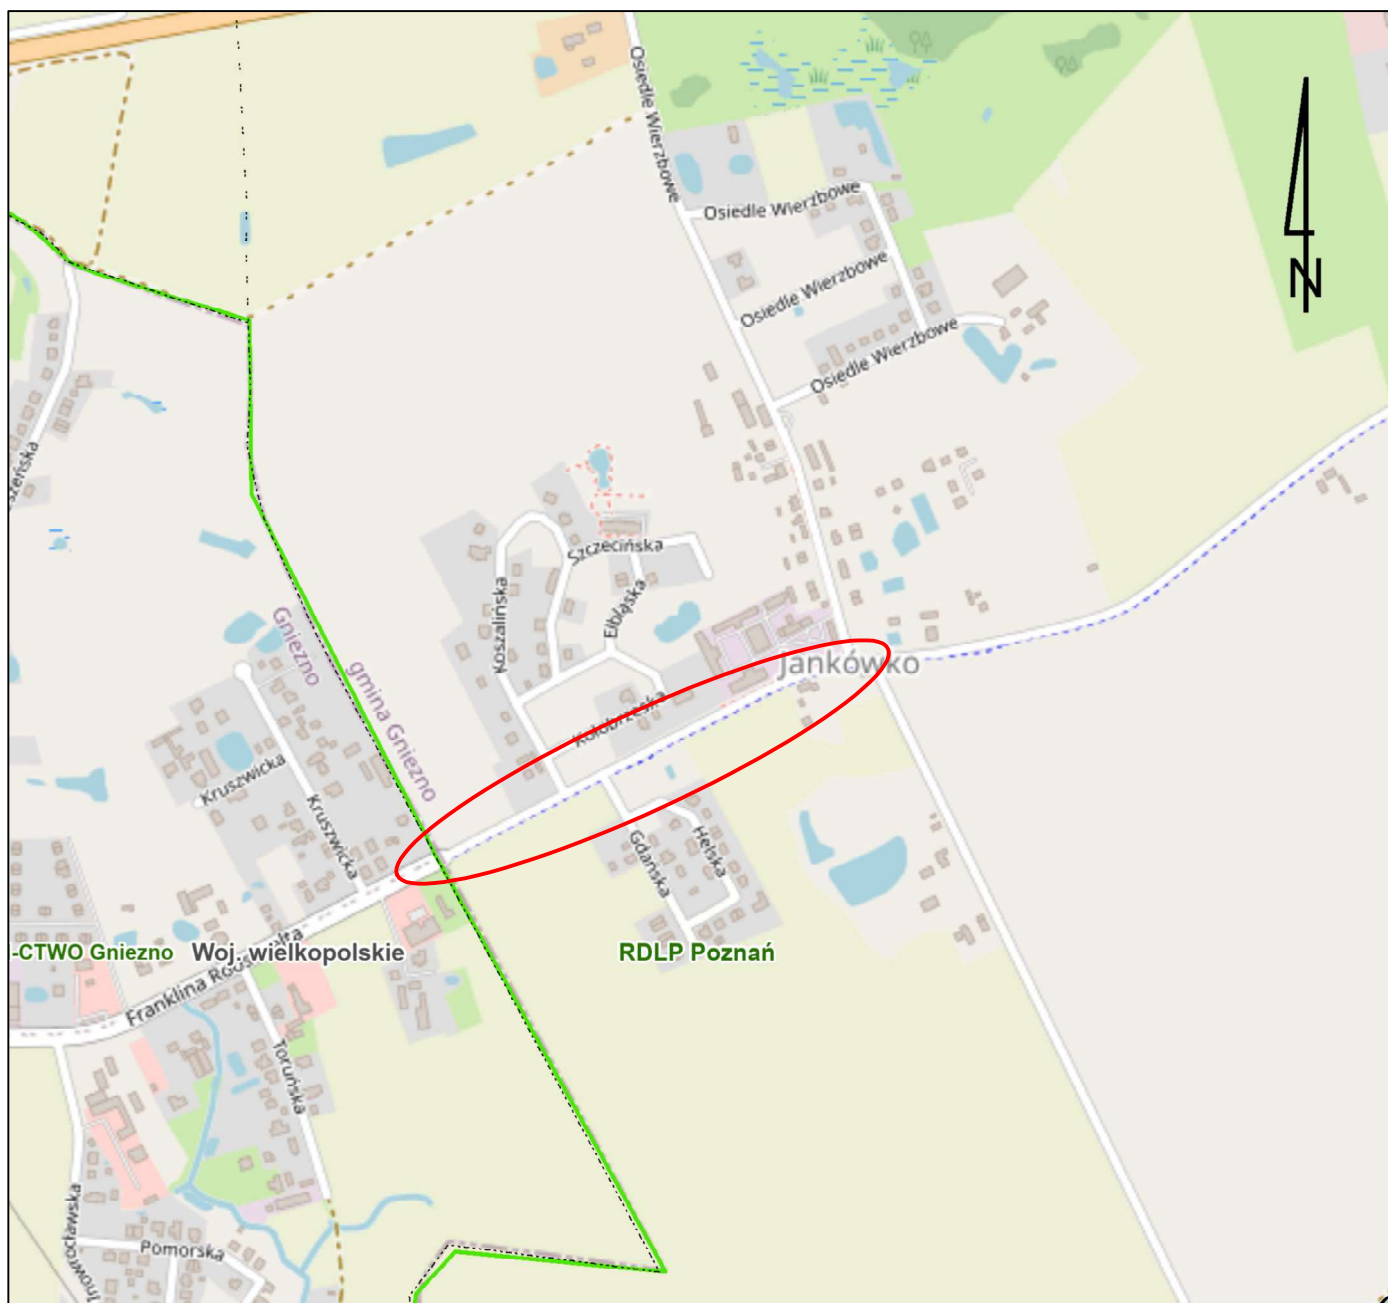 Osiedle Wierzbowe
Osiedle Wierzbowe
Osiedle Wierzbowe
Osiedle Wierzbowe
N
szeńska
Szczecińska
Koszalińska
Elbląska
Gniezno
gmina Gniezno
Jankówko
Kołobrzeska
Kruszwicka
Kruszwicka
Gdańska
Helska
-CTWO Gniezno
Woj. wielkopolskie
RDLP Poznań
Franklina Roosevelta
Toruńska
Inowrocławska
Pomorska